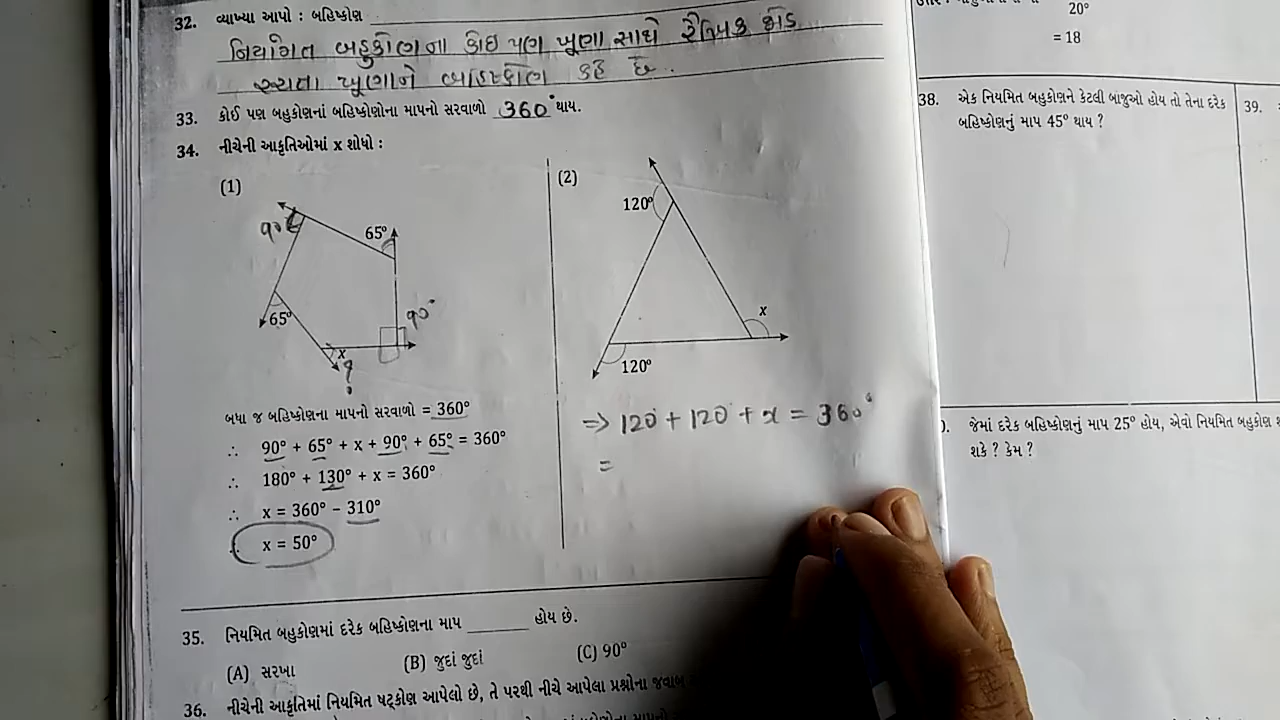 32. વ્યાખ્યા આપો : બહિષ્કોણ
નિયમિત બહુકોણના કોઇ પણ ખૂણા સાથે રૈખિક જોડ
રચતા ખૂણાને બહિષ્કોણ કહે છે.
33. કોઈ પણ બહુકોણનાં બહિષ્કોણોના માપનો સરવાળો 360° થાય.
34. નીચેની આકૃતિઓમાં x શોધો :
(1)
90°
65°
65°
90°
x
?
બધા જ બહિષ્કોણના માપનો સરવાળો = 360°
∴ 90° + 65° + x + 90° + 65° = 360°
∴ 180° + 130° + x = 360°
∴ x = 360° − 310°
x = 50°
(2)
120°
x
120°
⇒ 120° + 120° + x = 360°
=
35. નિયમિત બહુકોણમાં દરેક બહિષ્કોણના માપ ______ હોય છે.
(A) સરખા (B) જુદાં જુદાં (C) 90°
36. નીચેની આકૃતિમાં નિયમિત ષટ્કોણ આપેલો છે, તે પરથી નીચે આપેલા પ્રશ્નોના જવાબ
20°
= 18
38. એક નિયમિત બહુકોણને કેટલી બાજુઓ હોય તો તેના દરેક
બહિષ્કોણનું માપ 45° થાય ?
39.
જેમાં દરેક બહિષ્કોણનું માપ 25° હોય, એવો નિયમિત બહુકોણ
શકે ? કેમ ?